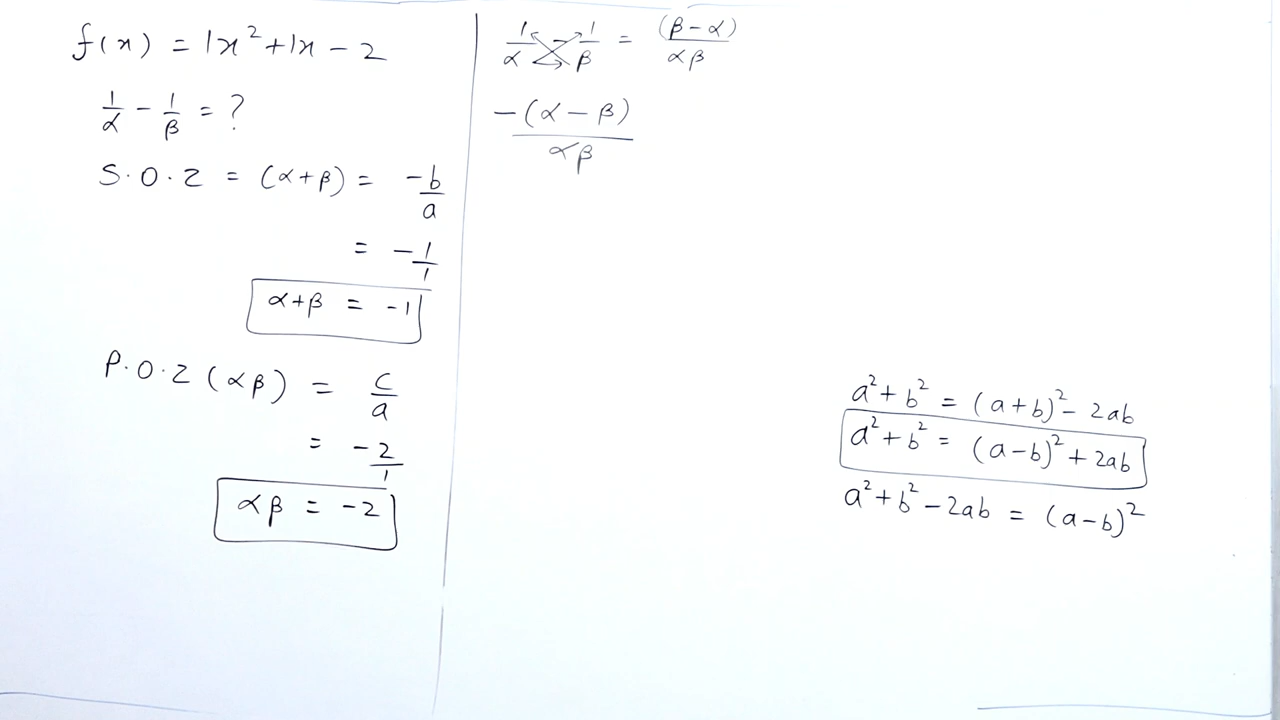 f(x) = 1x² + 1x - 2
1/α - 1/β = ?
S.O.Z = (α+β) = -b/a
= -1/1
α+β = -1
P.O.Z (αβ) = c/a
= -2/1
αβ = -2
1/α 1/β = (β-α)/αβ
-(α-β)/αβ
a²+b² = (a+b)²-2ab
a²+b² = (a-b)²+2ab
a²+b²-2ab = (a-b)²